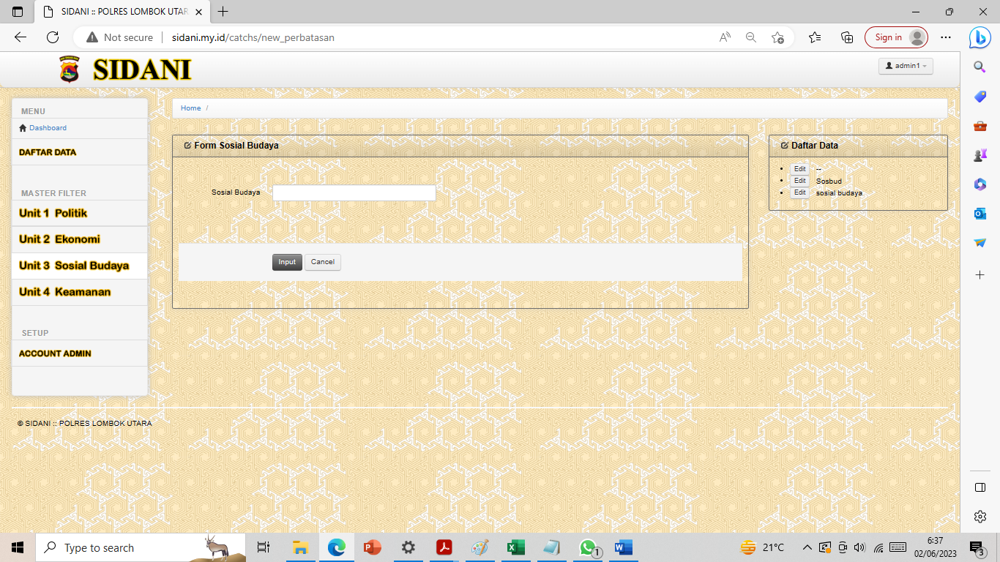 SIDANI :: POLRES LOMBOK UTAR
Not secure
sidani.my.id/catchs/new_perbatasan
Sign in
SIDANI
admin1
MENU
Dashboard
DAFTAR DATA
MASTER FILTER
Unit 1 Politik
Unit 2 Ekonomi
Unit 3 Sosial Budaya
Unit 4 Keamanan
SETUP
ACCOUNT ADMIN
Home /
Form Sosial Budaya
Sosial Budaya
Input Cancel
Daftar Data
Edit --
Edit Sosbud
Edit sosial budaya
© SIDANI :: POLRES LOMBOK UTARA
Type to search
1
21°C
6:37
02/06/2023
3